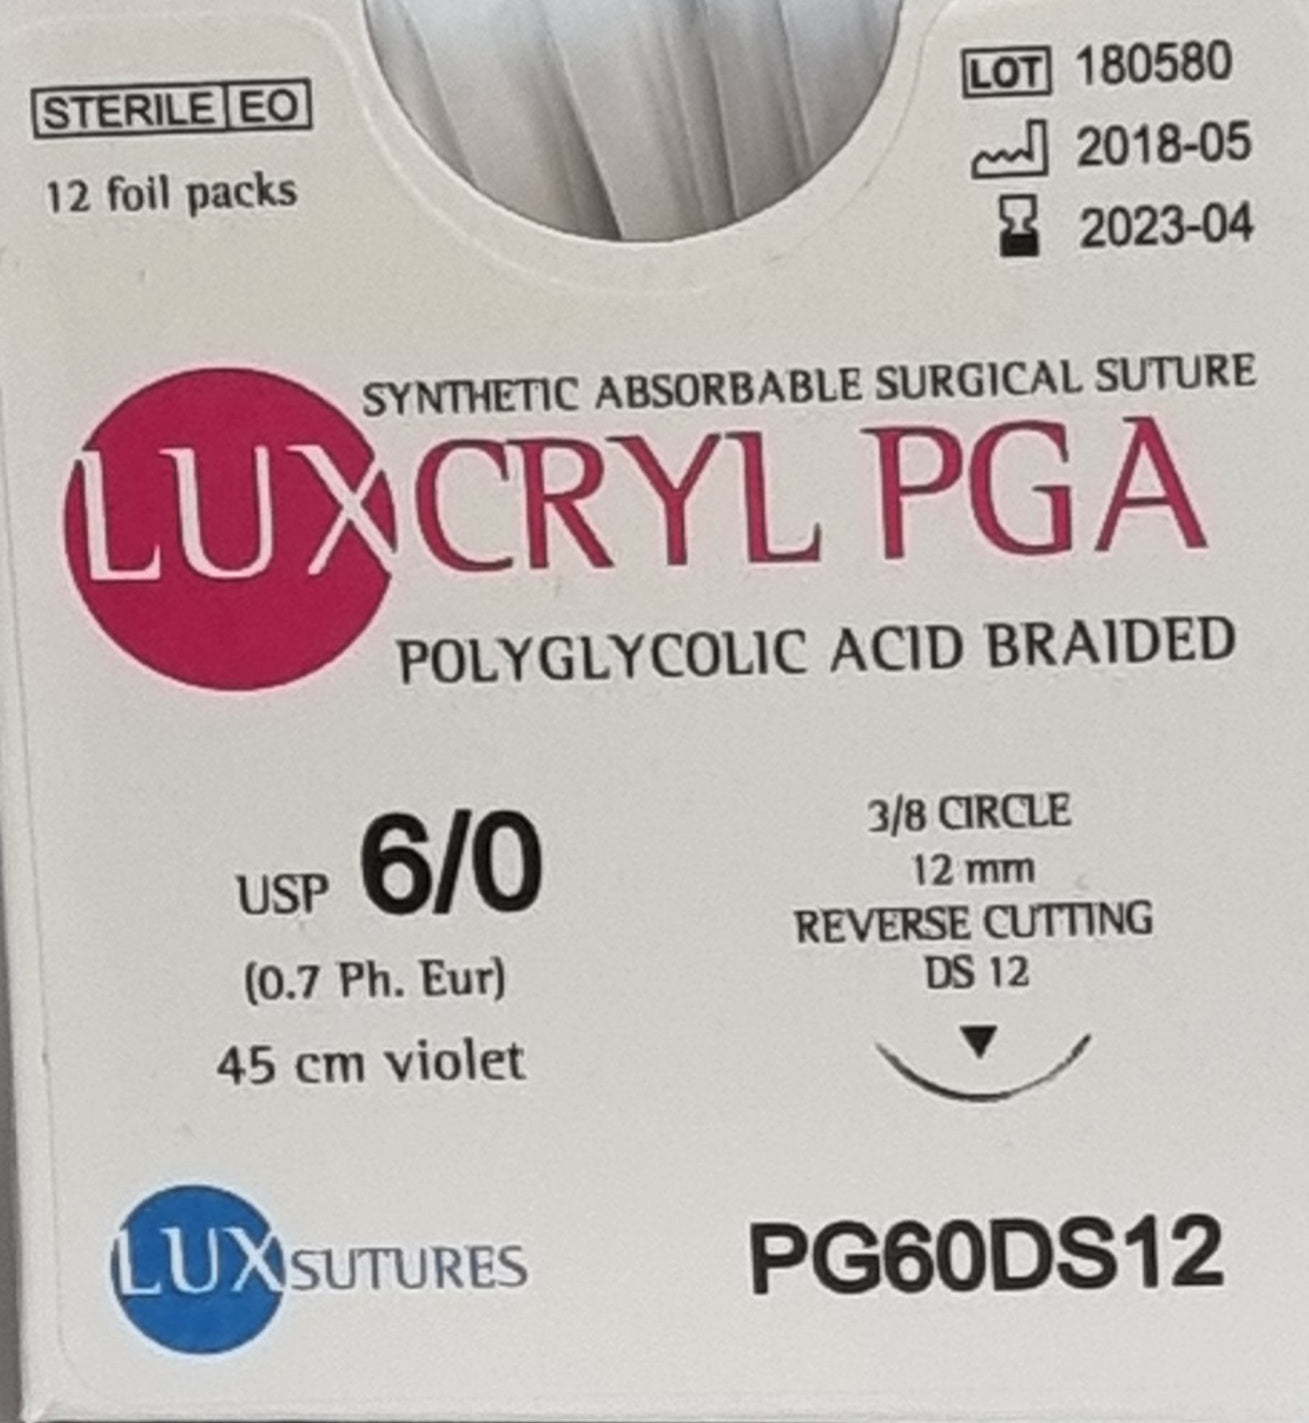 STERILE EO
12 foil packs
LOT 180580
2018-05
2023-04
SYNTHETIC ABSORBABLE SURGICAL SUTURE
LUXCRYL PGA
POLYGLYCOLIC ACID BRAIDED
USP 6/0
(0.7 Ph. Eur)
45 cm violet
3/8 CIRCLE
12 mm
REVERSE CUTTING
DS 12
LUXSUTURES
PG60DS12